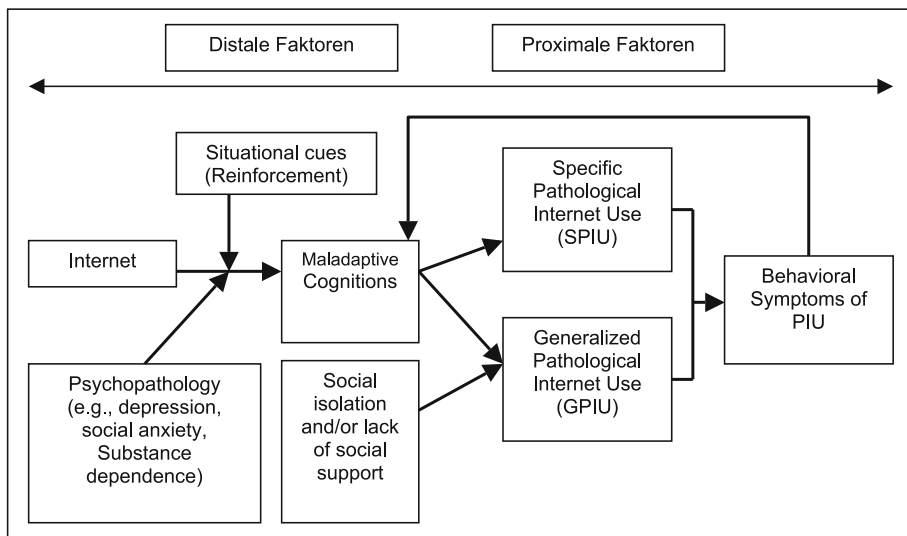 Distale Faktoren
Proximale Faktoren
Situational cues
(Reinforcement)
Internet
Maladaptive
Cognitions
Specific
Pathological
Internet Use
(SPIU)
Behavioral
Symptoms of
PIU
Psychopathology
(e.g., depression,
social anxiety,
Substance
dependence)
Social
isolation
and/or lack
of social
support
Generalized
Pathological
Internet Use
(GPIU)